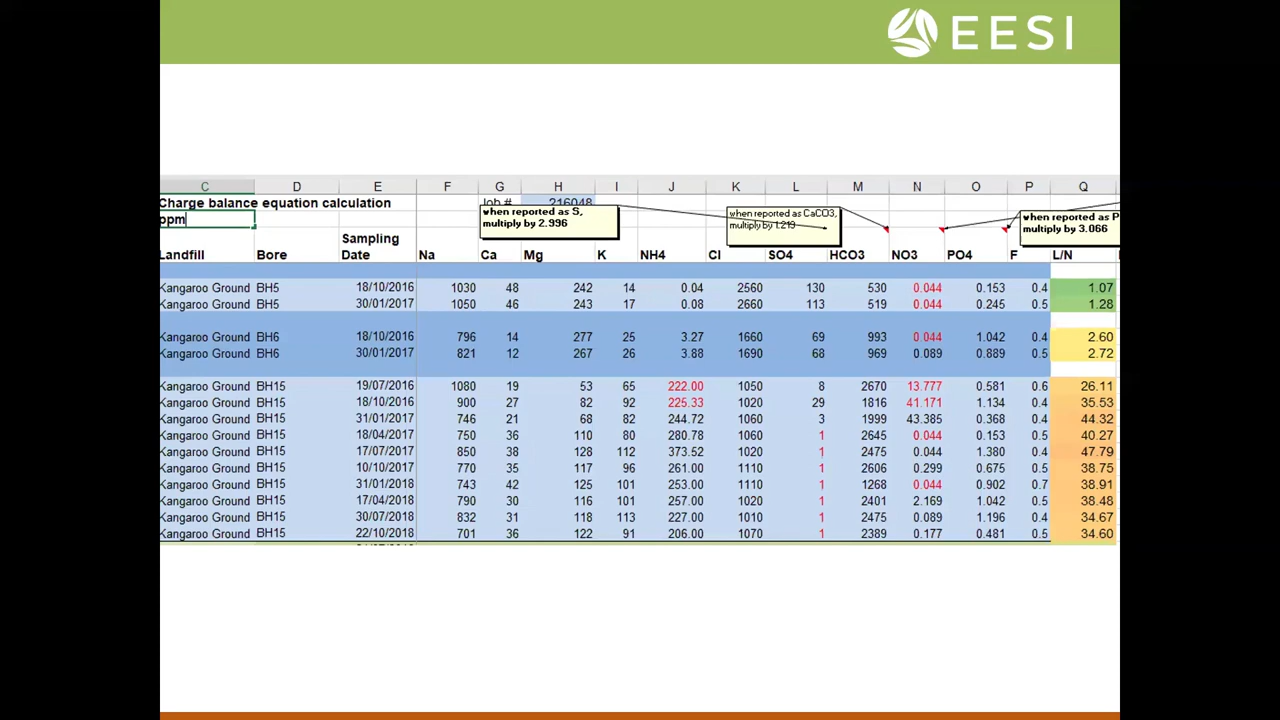 EESI
C D E F G H I J K L M N O P Q
Charge balance equation calculation Job # 216048
ppm
when reported as S,
multiply by 2.996
when reported as CaCO3,
multiply by 1.219
when reported as P
multiply by 3.066
Sampling
Landfill Bore Date Na Ca Mg K NH4 Cl SO4 HCO3 NO3 PO4 F L/N
Kangaroo Ground BH5 18/10/2016 1030 48 242 14 0.04 2560 130 530 0.044 0.153 0.4 1.07
Kangaroo Ground BH5 30/01/2017 1050 46 243 17 0.08 2660 113 519 0.044 0.245 0.5 1.28
Kangaroo Ground BH6 18/10/2016 796 14 277 25 3.27 1660 69 993 0.044 1.042 0.4 2.60
Kangaroo Ground BH6 30/01/2017 821 12 267 26 3.88 1690 68 969 0.089 0.889 0.5 2.72
Kangaroo Ground BH15 19/07/2016 1080 19 53 65 222.00 1050 8 2670 13.777 0.581 0.6 26.11
Kangaroo Ground BH15 18/10/2016 900 27 82 92 225.33 1020 29 1816 41.171 1.134 0.4 35.53
Kangaroo Ground BH15 31/01/2017 746 21 68 82 244.72 1060 3 1999 43.385 0.368 0.4 44.32
Kangaroo Ground BH15 18/04/2017 750 36 110 80 280.78 1060 1 2645 0.044 0.153 0.5 40.27
Kangaroo Ground BH15 17/07/2017 850 38 128 112 373.52 1020 1 2475 0.044 1.380 0.4 47.79
Kangaroo Ground BH15 10/10/2017 770 35 117 96 261.00 1110 1 2606 0.299 0.675 0.5 38.75
Kangaroo Ground BH15 31/01/2018 743 42 125 101 253.00 1110 1 1268 0.044 0.902 0.7 38.91
Kangaroo Ground BH15 17/04/2018 790 30 116 101 257.00 1020 1 2401 2.169 1.042 0.5 38.48
Kangaroo Ground BH15 30/07/2018 832 31 118 113 227.00 1010 1 2475 0.089 1.196 0.4 34.67
Kangaroo Ground BH15 22/10/2018 701 36 122 91 206.00 1070 1 2389 0.177 0.481 0.5 34.60